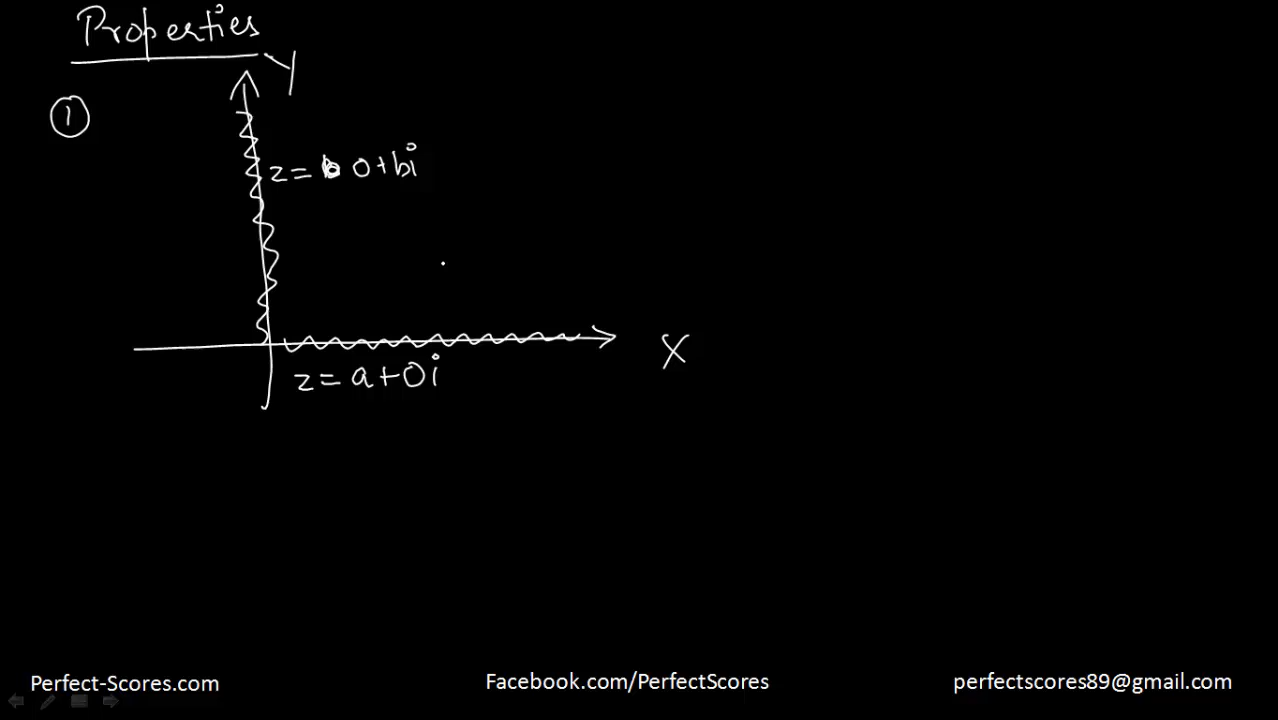 Properties
Y
①
z = 0 + bi
X
z = a + 0i
Perfect-Scores.com
Facebook.com/PerfectScores
perfectscores89@gmail.com